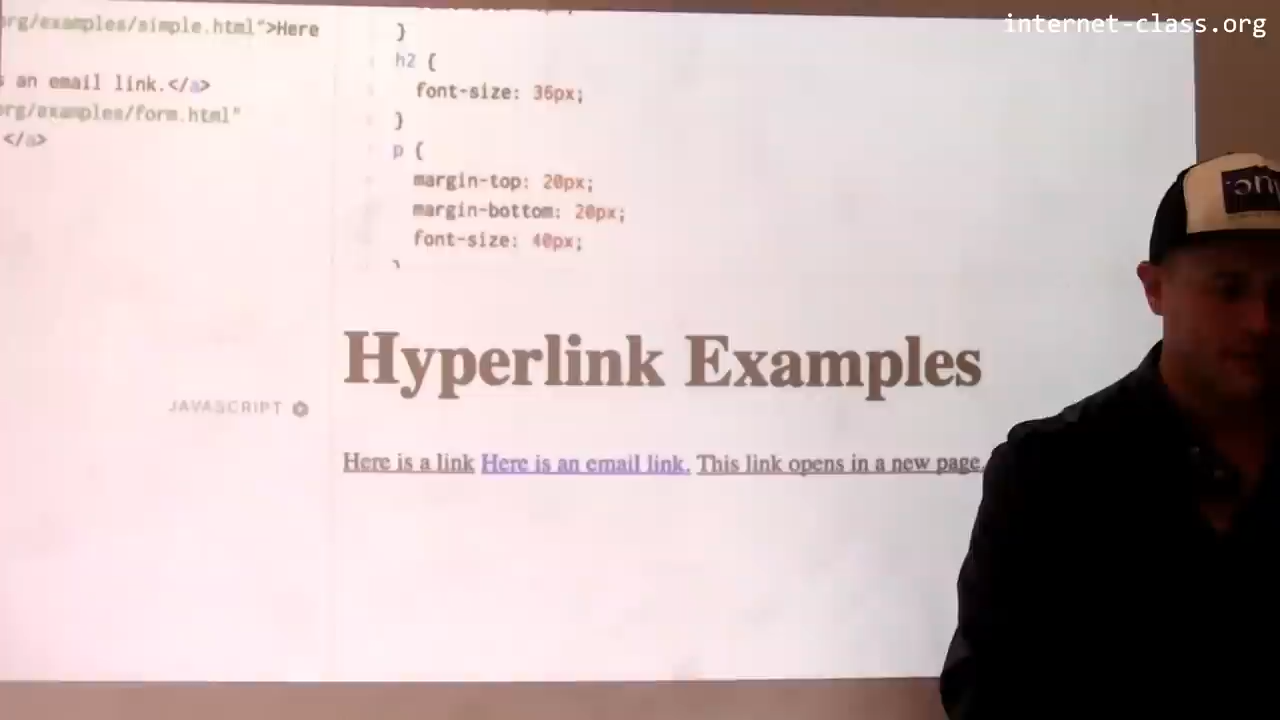 internet-class.org
org/examples/simple.html">Here
an email link.</a>
org/examples/form.html"
</a>
}
h2 {
font-size: 36px;
}
p {
margin-top: 20px;
margin-bottom: 20px;
font-size: 40px;
Hyperlink Examples
JAVASCRIPT
Here is a link Here is an email link. This link opens in a new page.